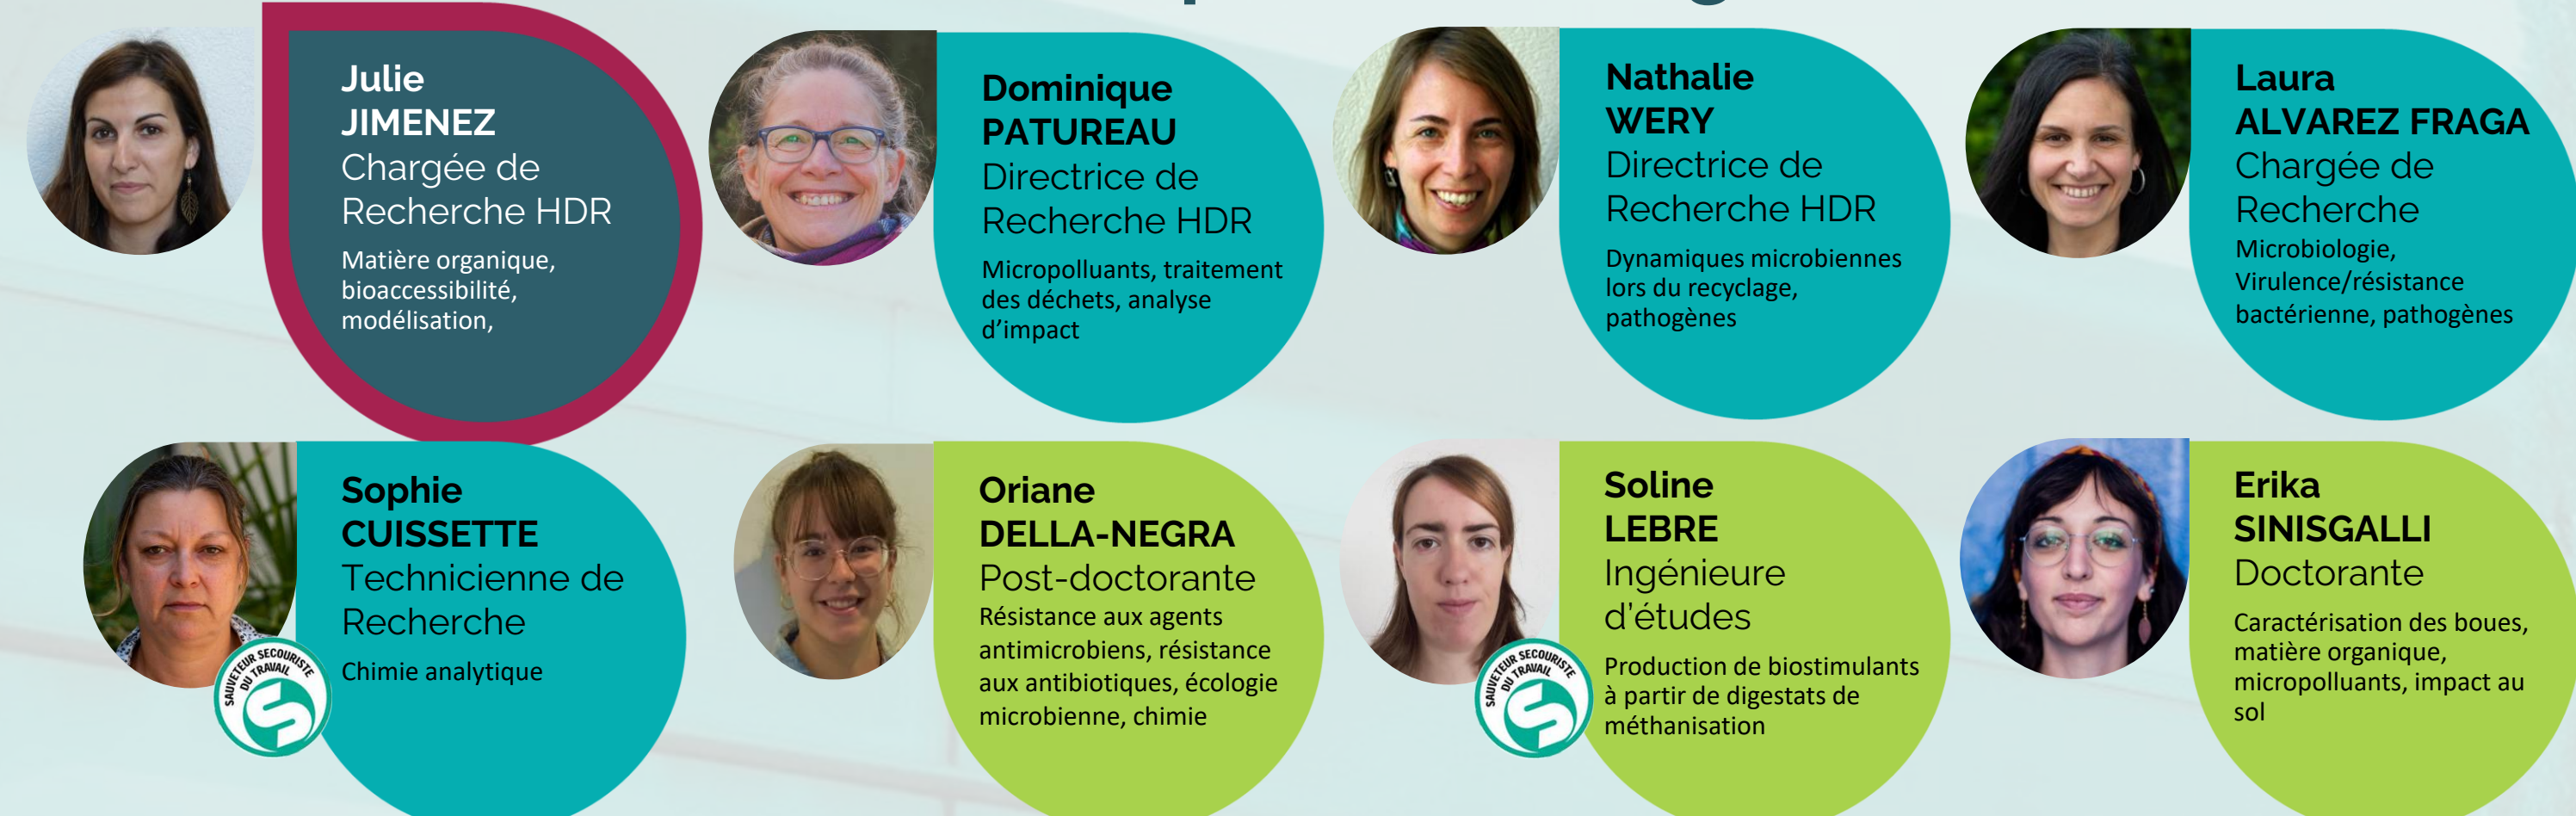 Julie
JIMENEZ
Chargée de
Recherche HDR
Matière organique,
bioaccessibilité,
modélisation,
Dominique
PATUREAU
Directrice de
Recherche HDR
Micropolluants, traitement
des déchets, analyse
d’impact
Nathalie
WERY
Directrice de
Recherche HDR
Dynamiques microbiennes
lors du recyclage,
pathogènes
Laura
ALVAREZ FRAGA
Chargée de
Recherche
Microbiologie,
Virulence/résistance
bactérienne, pathogènes
Sophie
CUISSETTE
Technicienne de
Recherche
Chimie analytique
SAUVETEUR SECOURISTE
DU TRAVAIL
Oriane
DELLA-NEGRA
Post-doctorante
Résistance aux agents
antimicrobiens, résistance
aux antibiotiques, écologie
microbienne, chimie
Soline
LEBRE
Ingénieure
d’études
Production de biostimulants
à partir de digestats de
méthanisation
SAUVETEUR SECOURISTE
DU TRAVAIL
Erika
SINISGALLI
Doctorante
Caractérisation des boues,
matière organique,
micropolluants, impact au
sol